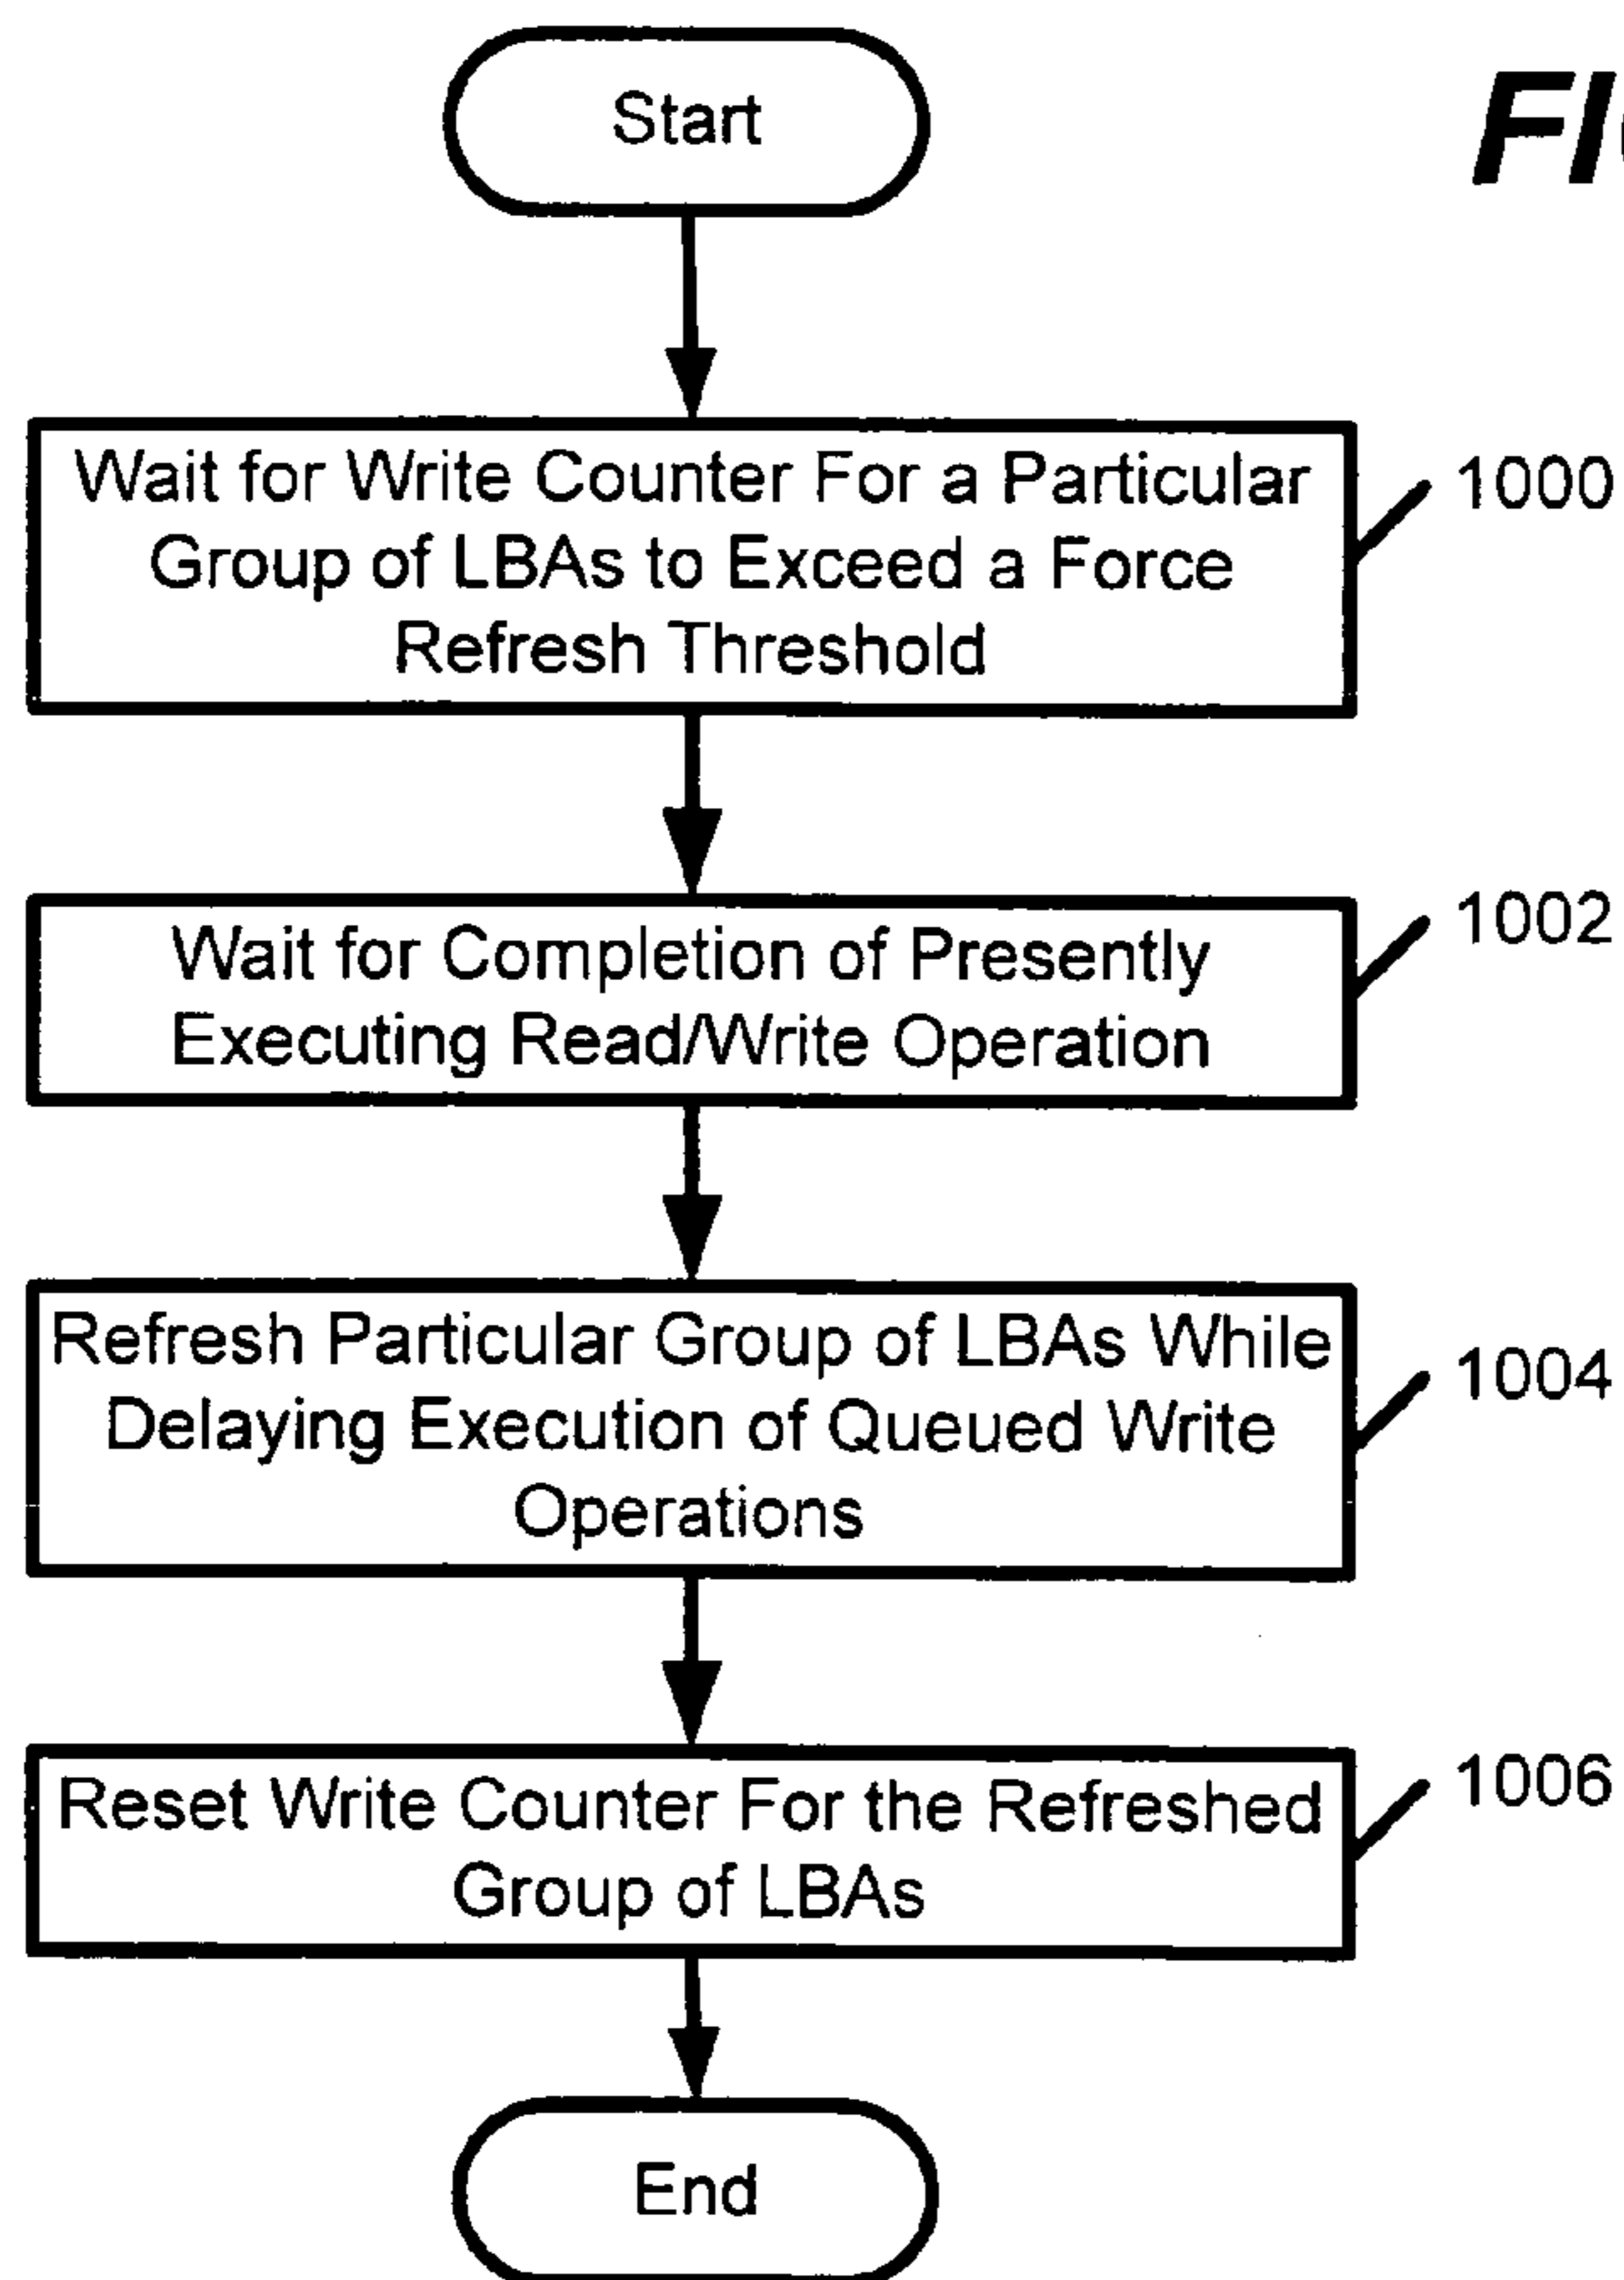 Start
Wait for Write Counter For a Particular
Group of LBAs to Exceed a Force
Refresh Threshold
1000
Wait for Completion of Presently
Executing Read/Write Operation
1002
Refresh Particular Group of LBAs While
Delaying Execution of Queued Write
Operations
1004
Reset Write Counter For the Refreshed
Group of LBAs
1006
End